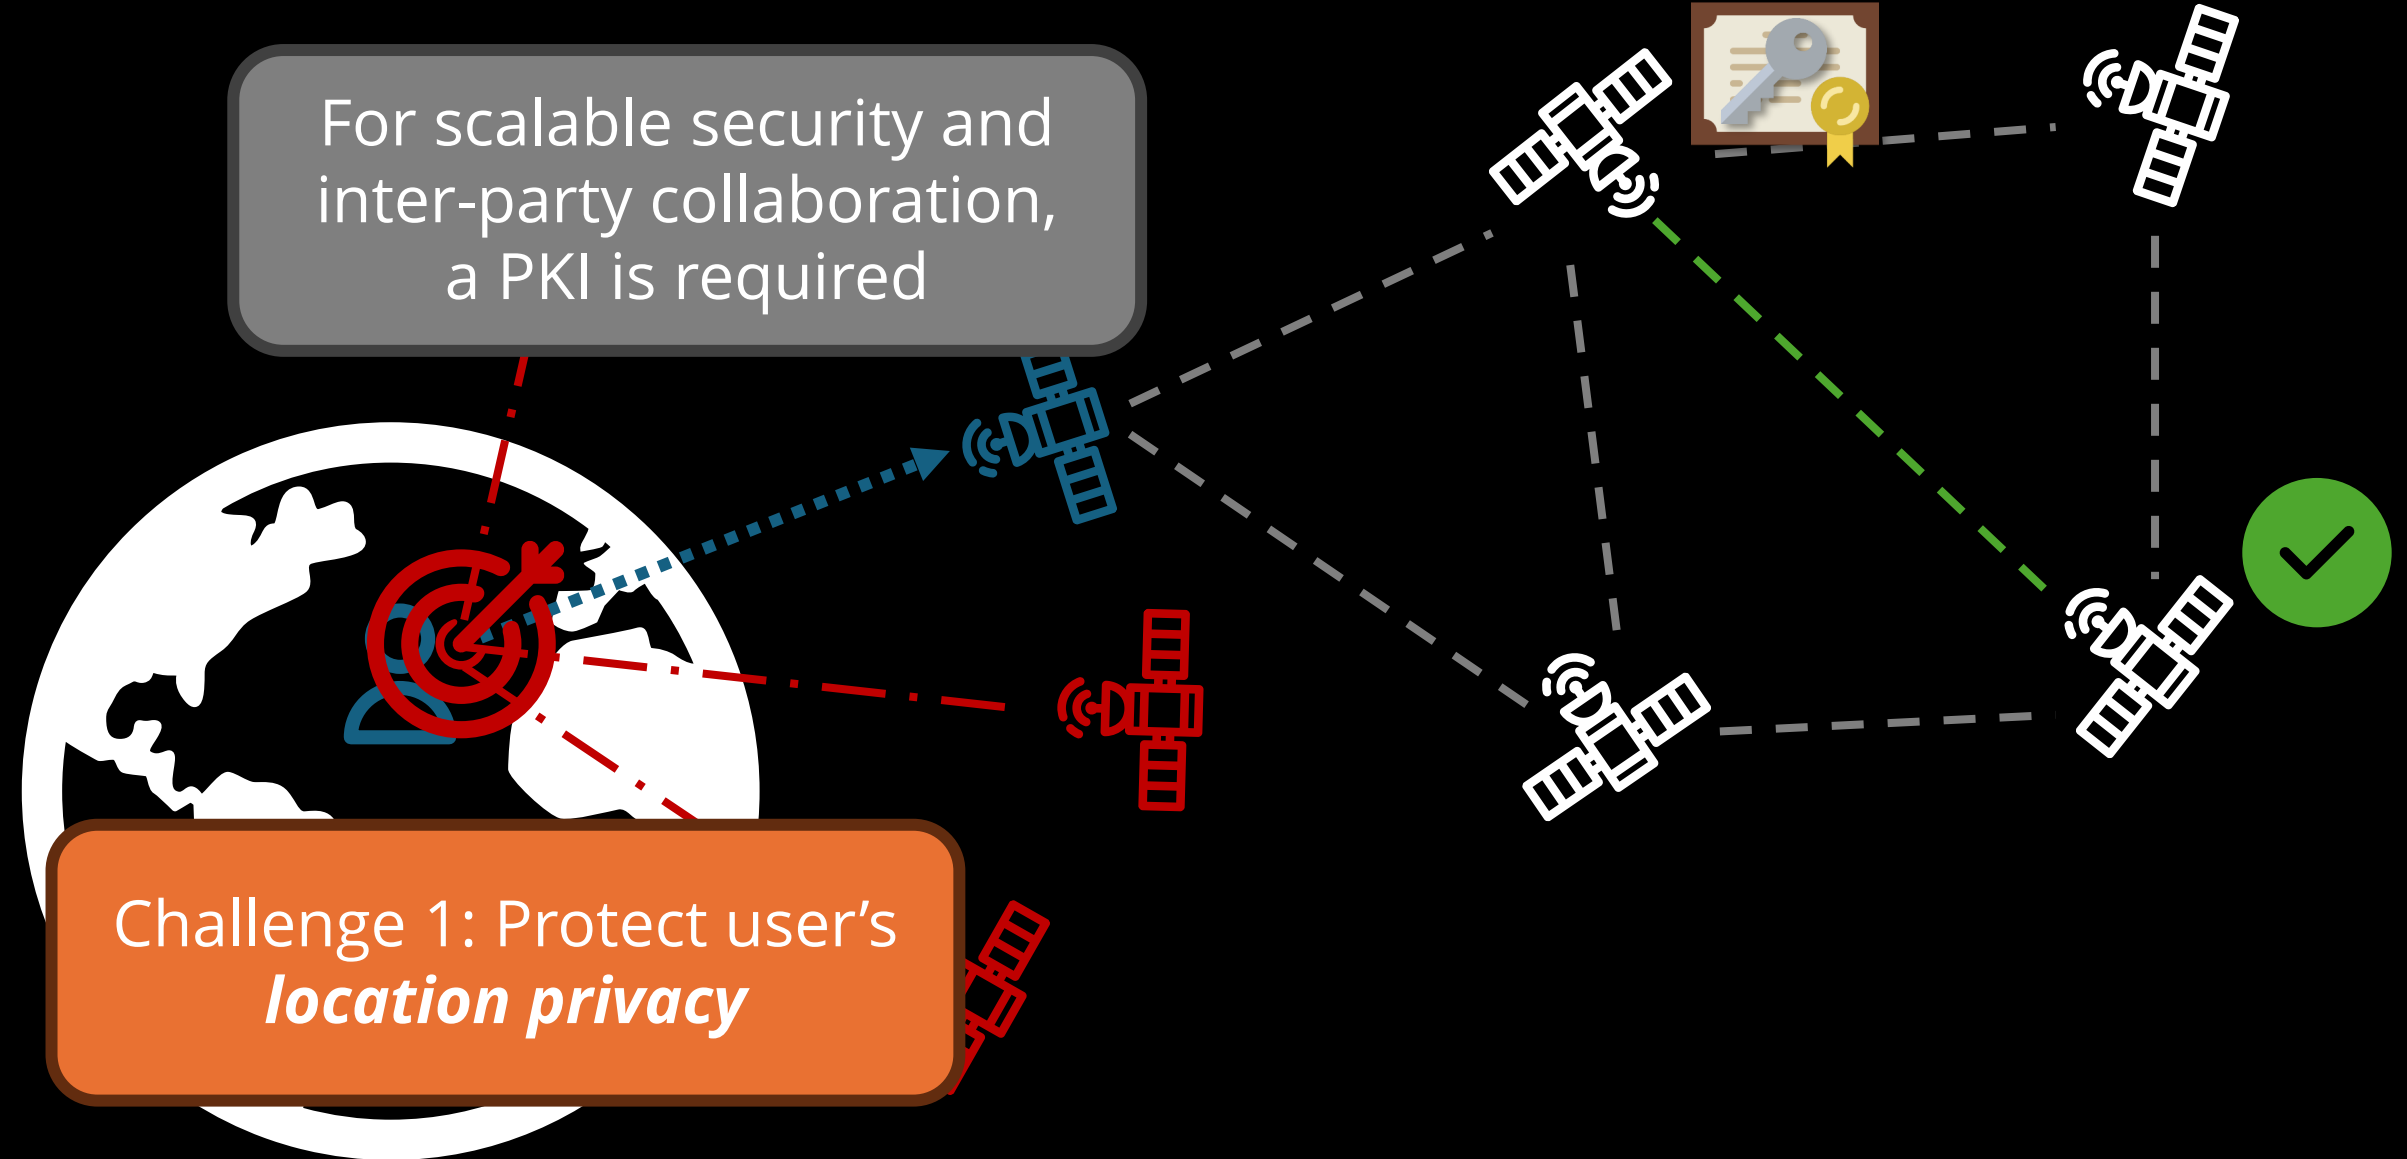 For scalable security and
inter-party collaboration,
a PKI is required
Challenge 1: Protect user’s
location privacy